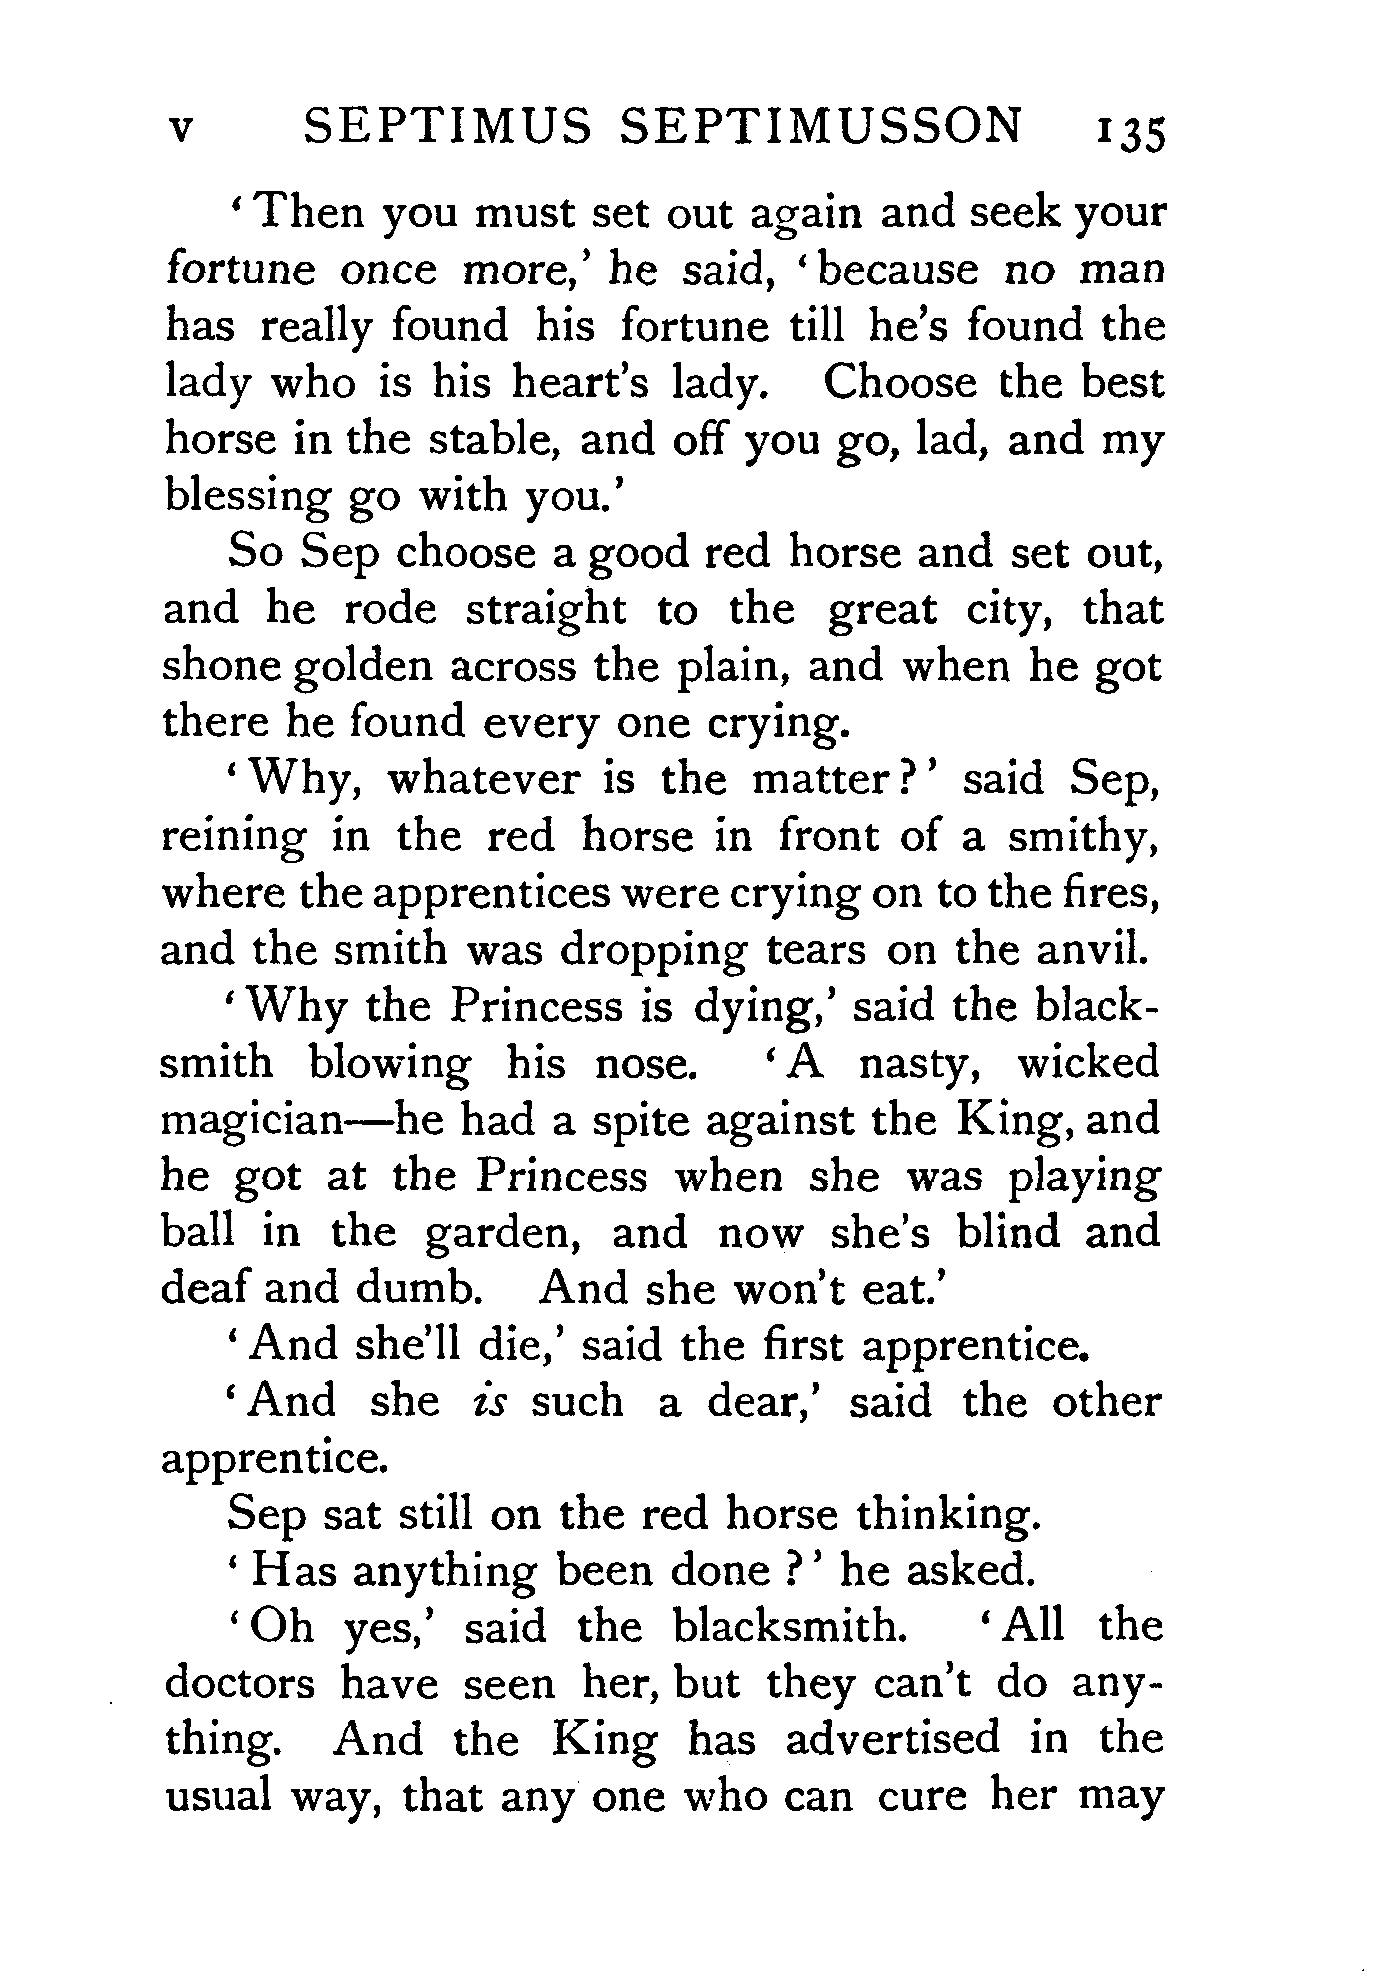 v SEPTIMUS SEPTIMUSSON 135
‘Then you must set out again and seek your
fortune once more,’ he said, ‘because no man
has really found his fortune till he’s found the
lady who is his heart’s lady. Choose the best
horse in the stable, and off you go, lad, and my
blessing go with you.’
So Sep choose a good red horse and set out,
and he rode straight to the great city, that
shone golden across the plain, and when he got
there he found every one crying.
‘Why, whatever is the matter?’ said Sep,
reining in the red horse in front of a smithy,
where the apprentices were crying on to the fires,
and the smith was dropping tears on the anvil.
‘Why the Princess is dying,’ said the black-
smith blowing his nose. ‘A nasty, wicked
magician—he had a spite against the King, and
he got at the Princess when she was playing
ball in the garden, and now she’s blind and
deaf and dumb. And she won’t eat.’
‘And she’ll die,’ said the first apprentice.
‘And she is such a dear,’ said the other
apprentice.
Sep sat still on the red horse thinking.
‘Has anything been done?’ he asked.
‘Oh yes,’ said the blacksmith. ‘All the
doctors have seen her, but they can’t do any-
thing. And the King has advertised in the
usual way, that any one who can cure her may